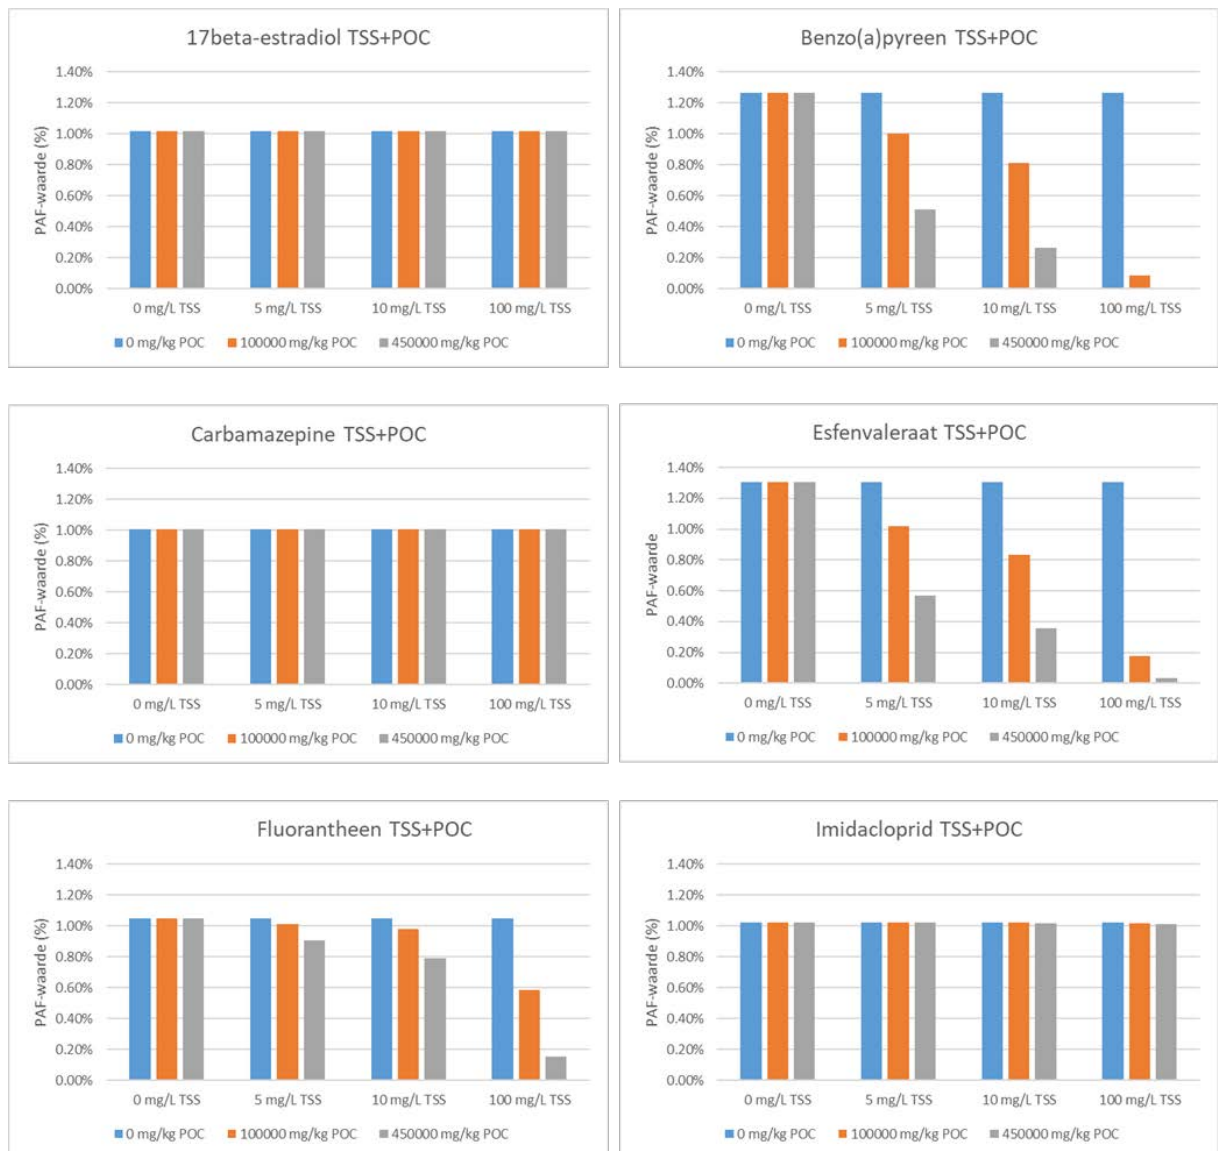 17beta-estradiol TSS+POC
PAF-waarde (%)
1.40%
1.20%
1.00%
0.80%
0.60%
0.40%
0.20%
0.00%
0 mg/L TSS 5 mg/L TSS 10 mg/L TSS 100 mg/L TSS
0 mg/kg POC 100000 mg/kg POC 450000 mg/kg POC
Benzo(a)pyreen TSS+POC
PAF-waarde (%)
1.40%
1.20%
1.00%
0.80%
0.60%
0.40%
0.20%
0.00%
0 mg/L TSS 5 mg/L TSS 10 mg/L TSS 100 mg/L TSS
0 mg/kg POC 100000 mg/kg POC 450000 mg/kg POC
Carbamazepine TSS+POC
PAF-waarde (%)
1.40%
1.20%
1.00%
0.80%
0.60%
0.40%
0.20%
0.00%
0 mg/L TSS 5 mg/L TSS 10 mg/L TSS 100 mg/L TSS
0 mg/kg POC 100000 mg/kg POC 450000 mg/kg POC
Esfenvaleraat TSS+POC
PAF-waarde
1.40%
1.20%
1.00%
0.80%
0.60%
0.40%
0.20%
0.00%
0 mg/L TSS 5 mg/L TSS 10 mg/L TSS 100 mg/L TSS
0 mg/kg POC 100000 mg/kg POC 450000 mg/kg POC
Fluorantheen TSS+POC
PAF-waarde (%)
1.40%
1.20%
1.00%
0.80%
0.60%
0.40%
0.20%
0.00%
0 mg/L TSS 5 mg/L TSS 10 mg/L TSS 100 mg/L TSS
0 mg/kg POC 100000 mg/kg POC 450000 mg/kg POC
Imidacloprid TSS+POC
PAF-waarde (%)
1.40%
1.20%
1.00%
0.80%
0.60%
0.40%
0.20%
0.00%
0 mg/L TSS 5 mg/L TSS 10 mg/L TSS 100 mg/L TSS
0 mg/kg POC 100000 mg/kg POC 450000 mg/kg POC